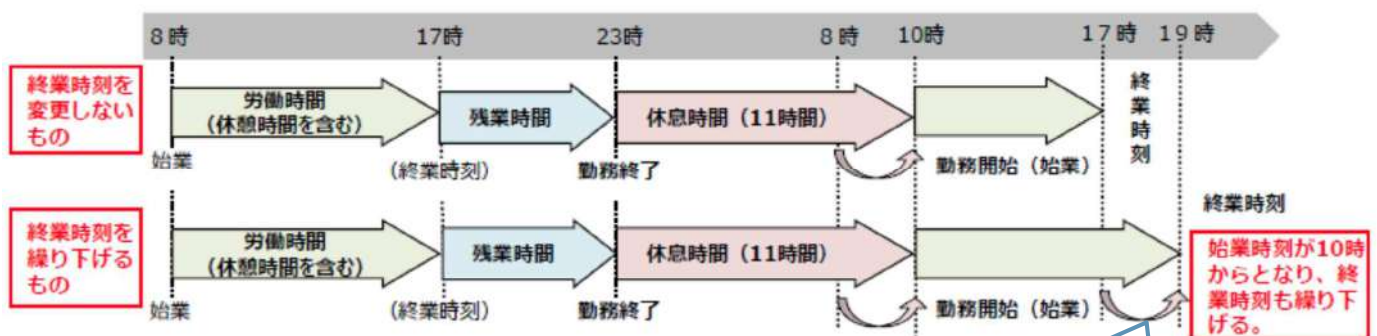 8時 17時 23時 8時 10時 17時 19時
終業時刻を
変更しない
もの
労働時間
(休憩時間を含む)
残業時間
休息時間（11時間）
終業時刻
始業
(終業時刻)
勤務終了
勤務開始（始業）
終業時刻を
繰り下げる
もの
労働時間
(休憩時間を含む)
残業時間
休息時間（11時間）
終業時刻
始業時刻が10時
からとなり、終
業時刻も繰り下
げる。
始業
(終業時刻)
勤務終了
勤務開始（始業）